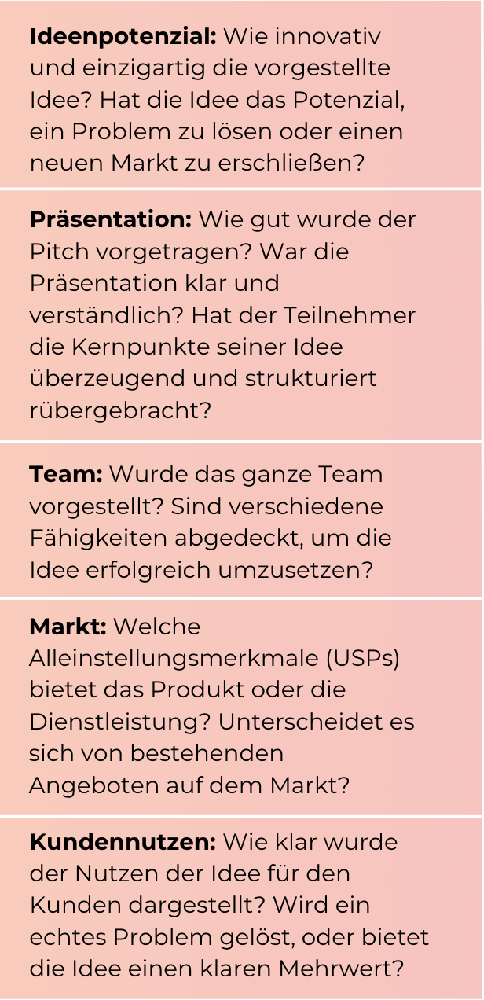 Ideenpotenzial: Wie innovativ
und einzigartig die vorgestellte
Idee? Hat die Idee das Potenzial,
ein Problem zu lösen oder einen
neuen Markt zu erschließen?
Präsentation: Wie gut wurde der
Pitch vorgetragen? War die
Präsentation klar und
verständlich? Hat der Teilnehmer
die Kernpunkte seiner Idee
überzeugend und strukturiert
rübergebracht?
Team: Wurde das ganze Team
vorgestellt? Sind verschiedene
Fähigkeiten abgedeckt, um die
Idee erfolgreich umzusetzen?
Markt: Welche
Alleinstellungsmerkmale (USPs)
bietet das Produkt oder die
Dienstleistung? Unterscheidet es
sich von bestehenden
Angeboten auf dem Markt?
Kundennutzen: Wie klar wurde
der Nutzen der Idee für den
Kunden dargestellt? Wird ein
echtes Problem gelöst, oder bietet
die Idee einen klaren Mehrwert?